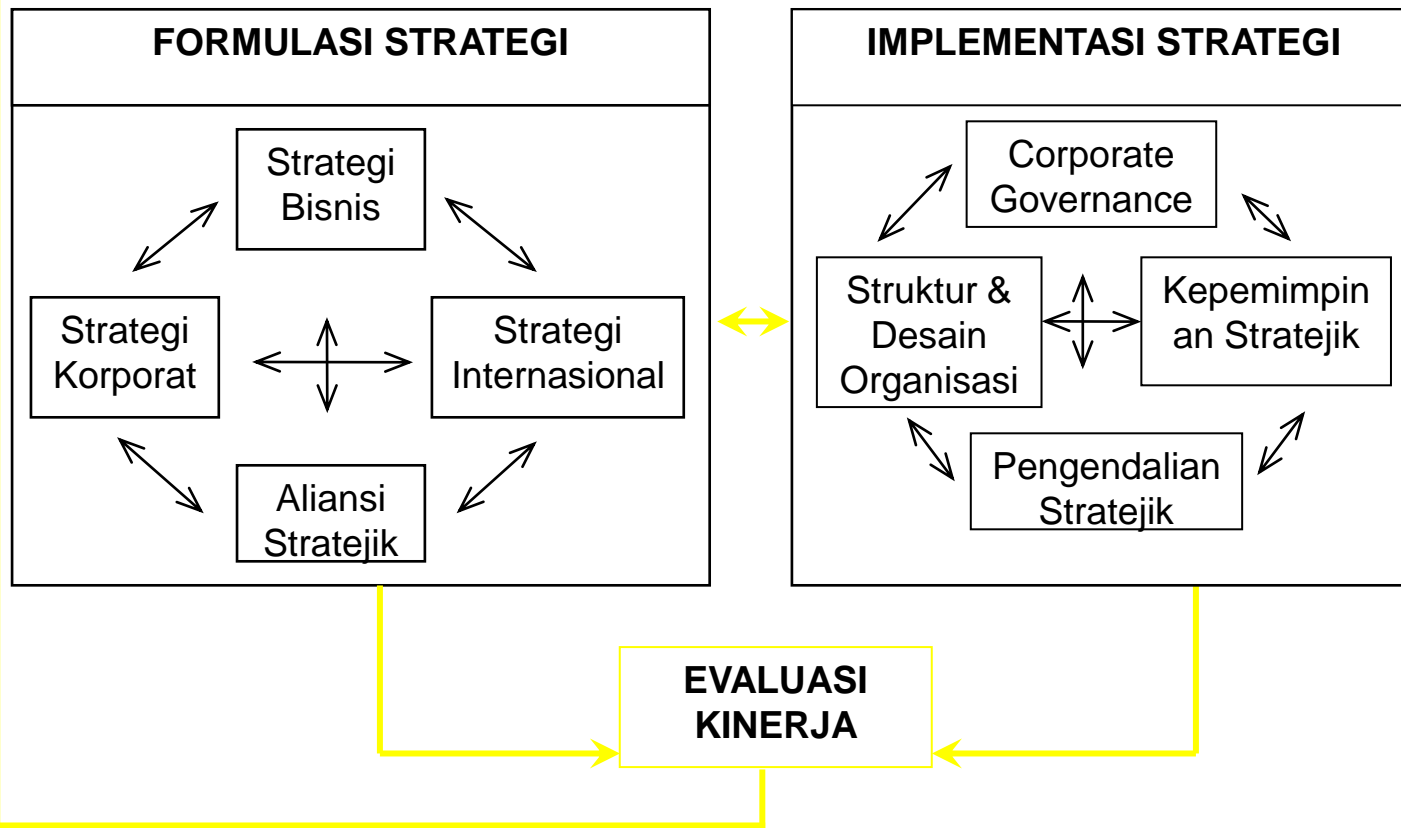 FORMULASI STRATEGI
Strategi
Bisnis
Strategi
Korporat
Strategi
Internasional
Aliansi
Stratejik
IMPLEMENTASI STRATEGI
Corporate
Governance
Struktur &
Desain
Organisasi
Kepemimpin
an Stratejik
Pengendalian
Stratejik
EVALUASI
KINERJA